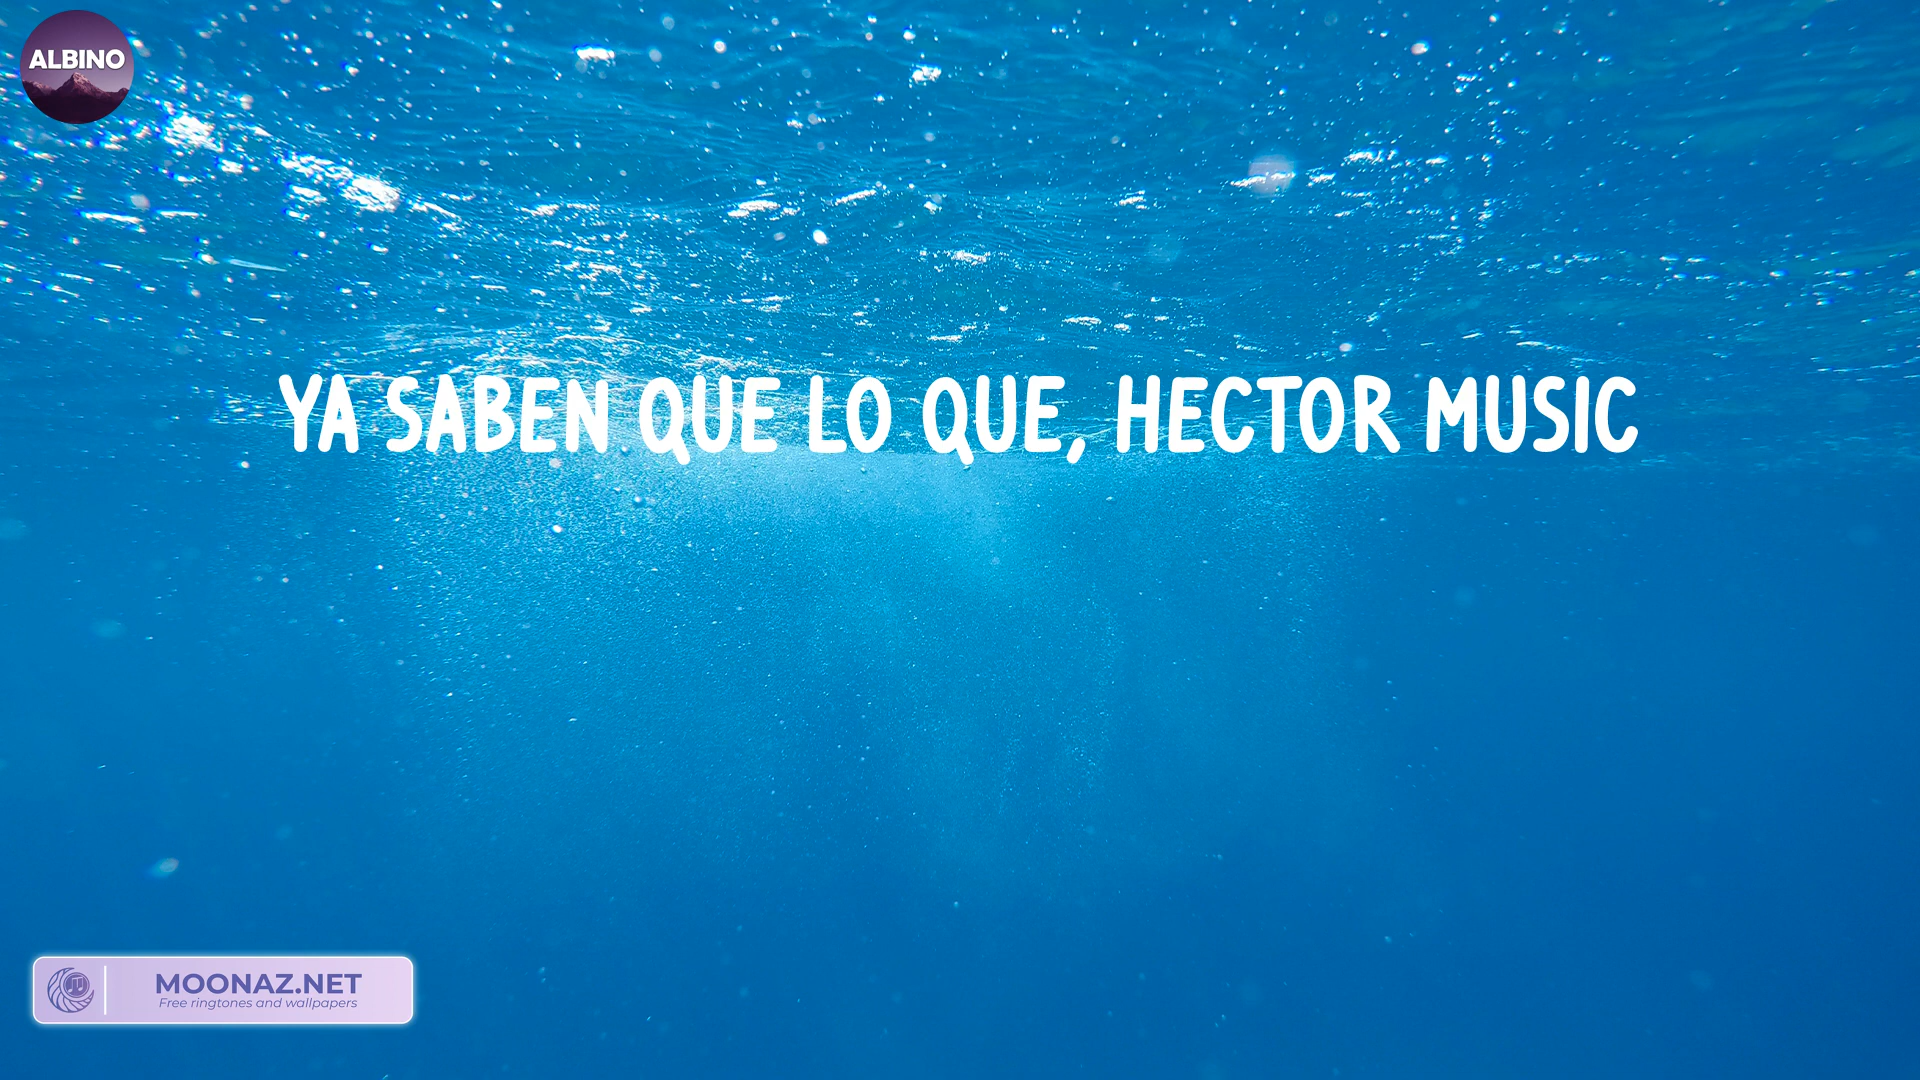 ALBINO
YA SABEN QUE LO QUE, HECTOR MUSIC
MOONAZ.NET
Free ringtones and wallpapers